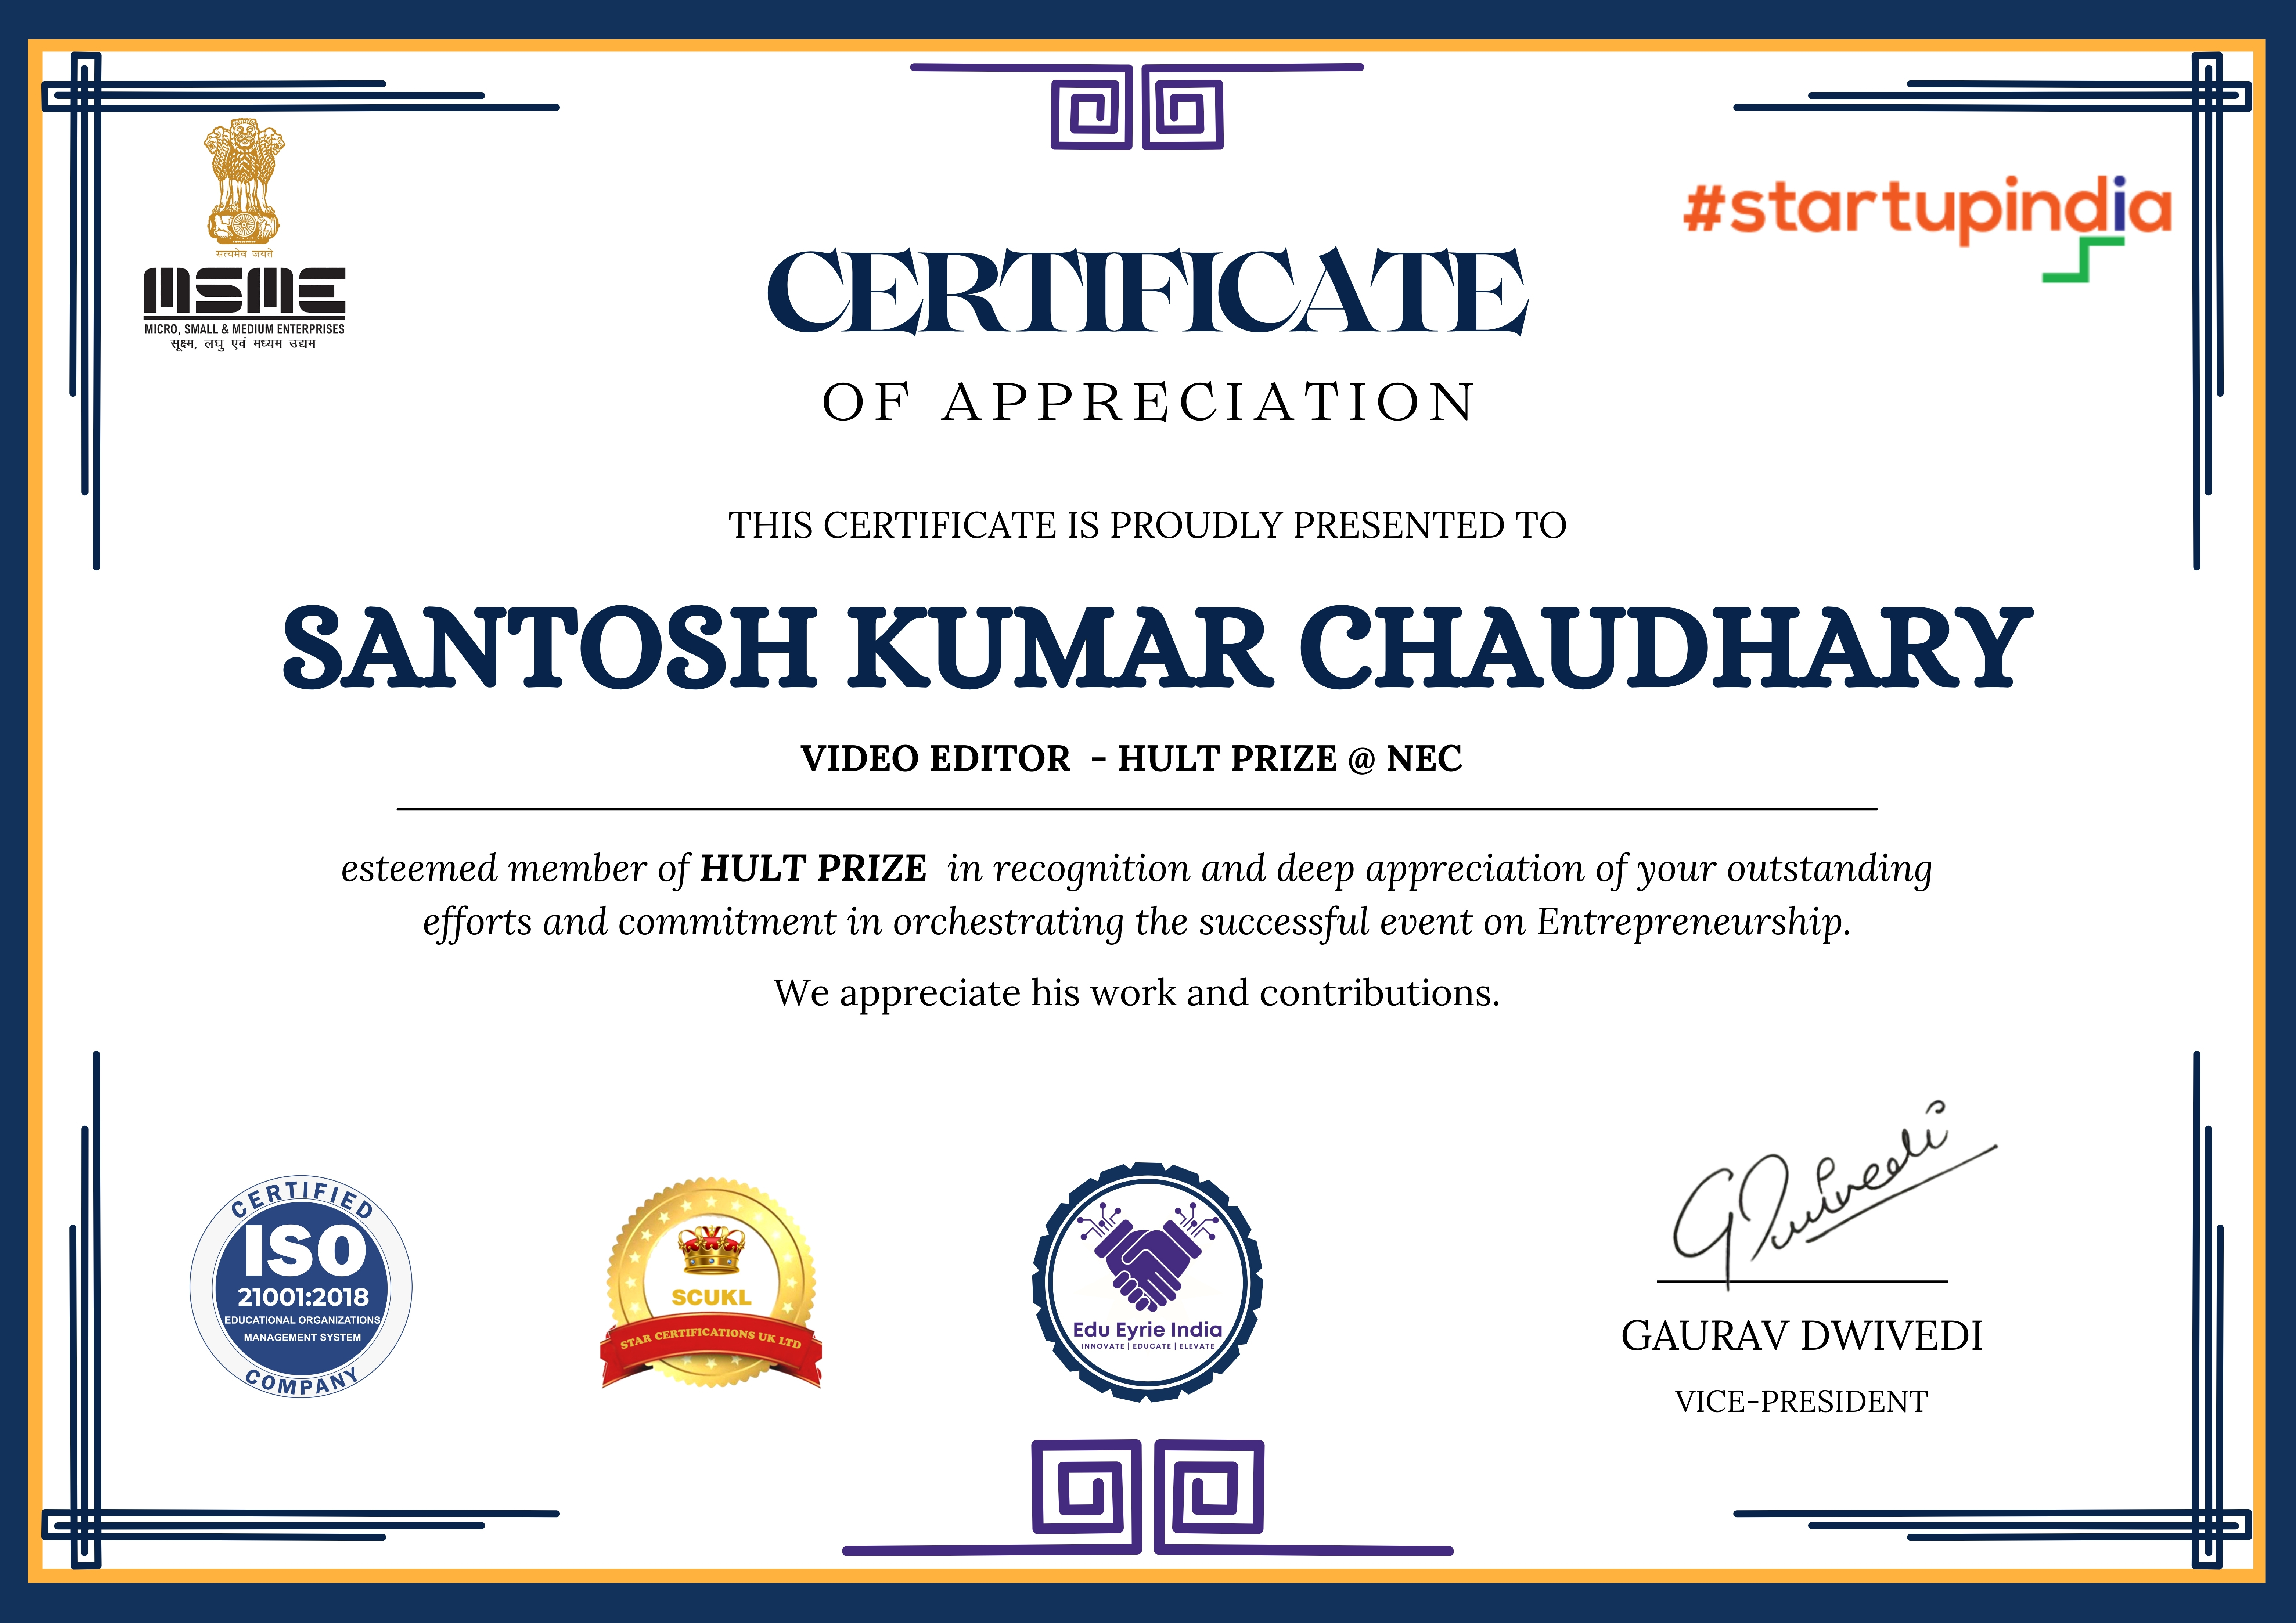 सत्यमेव जयते
MSME
MICRO, SMALL & MEDIUM ENTERPRISES
सूक्ष्म, लघु एवं मध्यम उद्यम
#startupindia
CERTIFICATE
OF APPRECIATION
THIS CERTIFICATE IS PROUDLY PRESENTED TO
SANTOSH KUMAR CHAUDHARY
VIDEO EDITOR - HULT PRIZE @ NEC
esteemed member of HULT PRIZE in recognition and deep appreciation of your outstanding
efforts and commitment in orchestrating the successful event on Entrepreneurship.
We appreciate his work and contributions.
CERTIFIED
ISO
21001:2018
EDUCATIONAL ORGANIZATIONS
MANAGEMENT SYSTEM
COMPANY
SCUKL
STAR CERTIFICATIONS UK LTD
Edu Eyrie India
INNOVATE | EDUCATE | ELEVATE
GDwivedi
GAURAV DWIVEDI
VICE-PRESIDENT